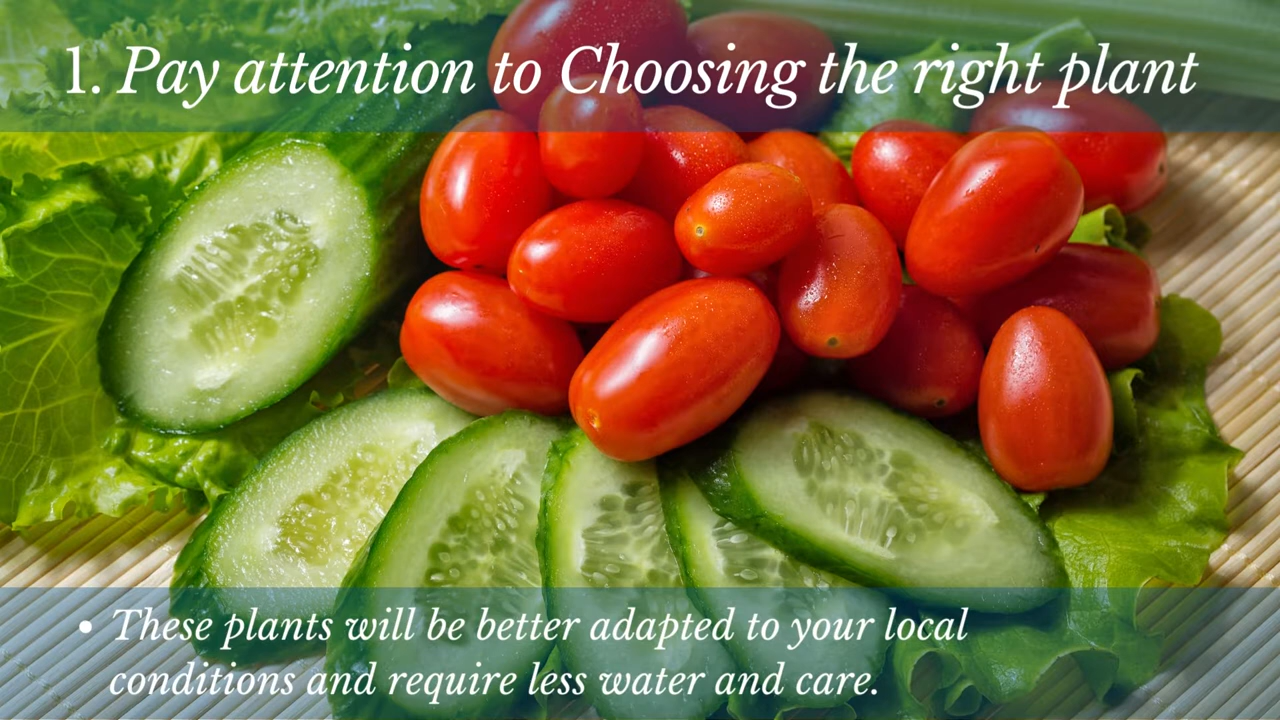 1. Pay attention to Choosing the right plant
• These plants will be better adapted to your local
conditions and require less water and care.